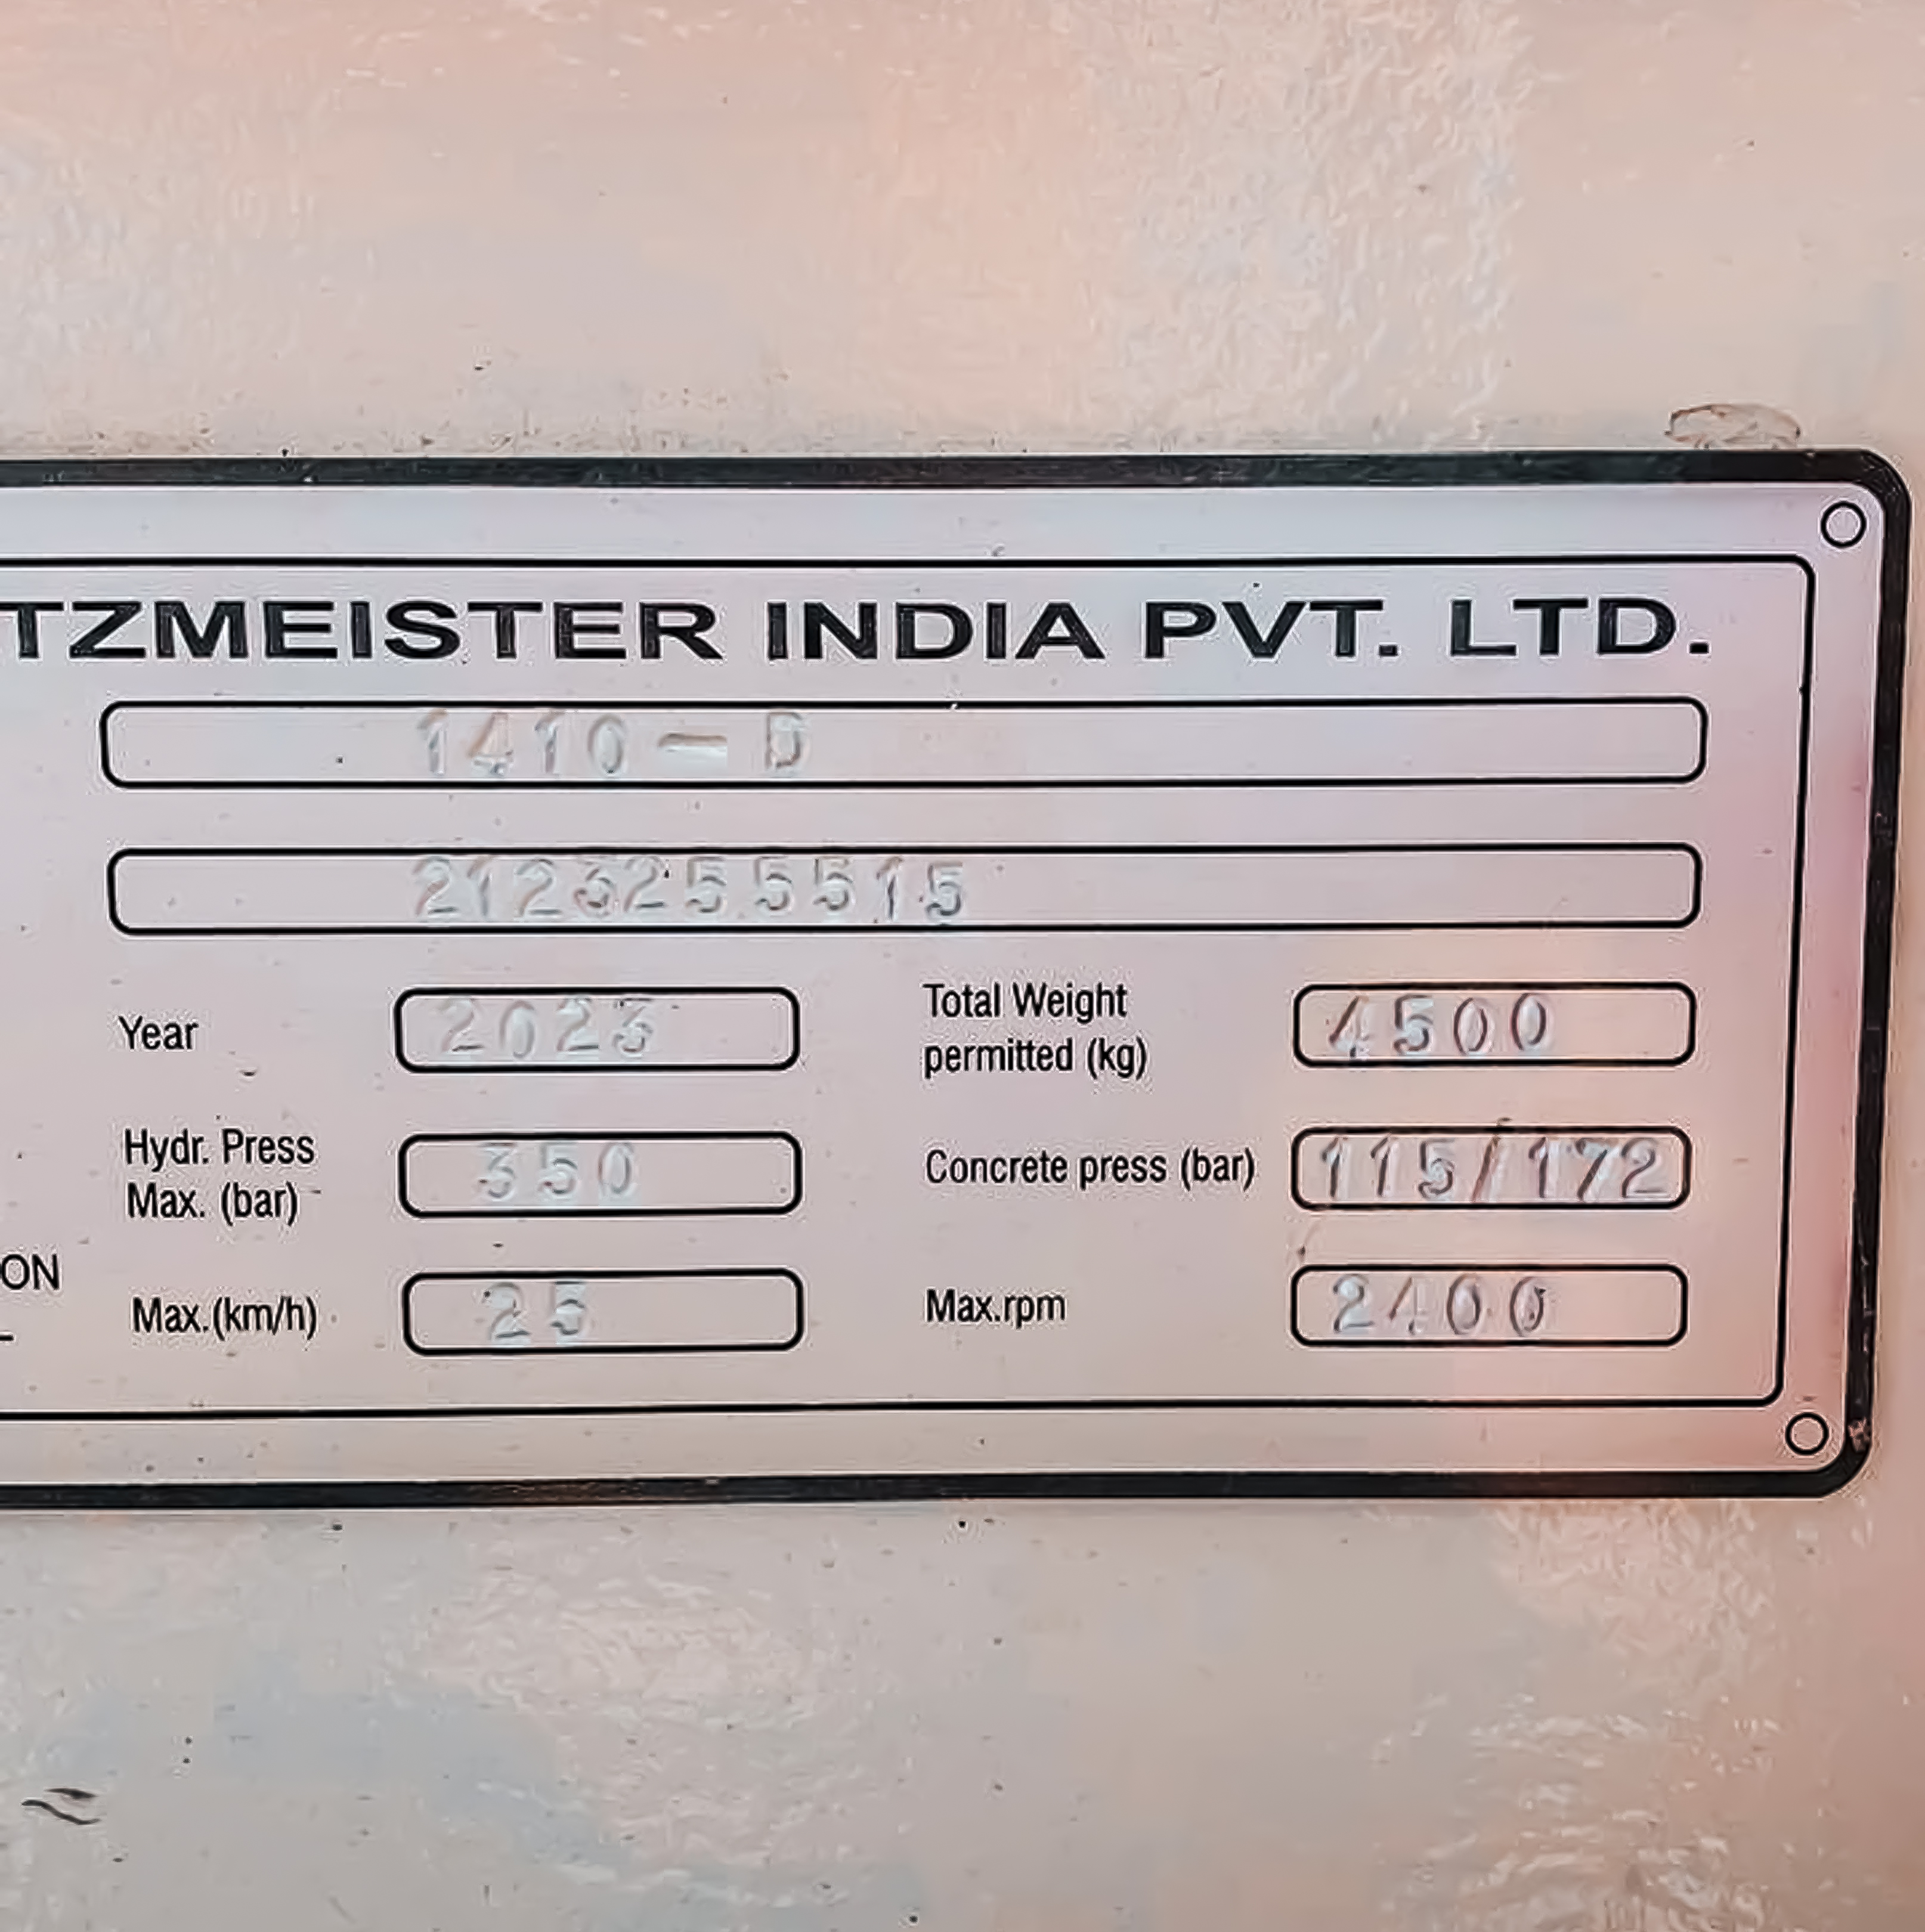 TZMEISTER INDIA PVT. LTD.
1410 - D
2123255515
Year 2023
Total Weight
permitted (kg) 4500
Hydr. Press
Max. (bar) 350
Concrete press (bar) 115/172
ON
Max.(km/h) 25
Max.rpm 2400